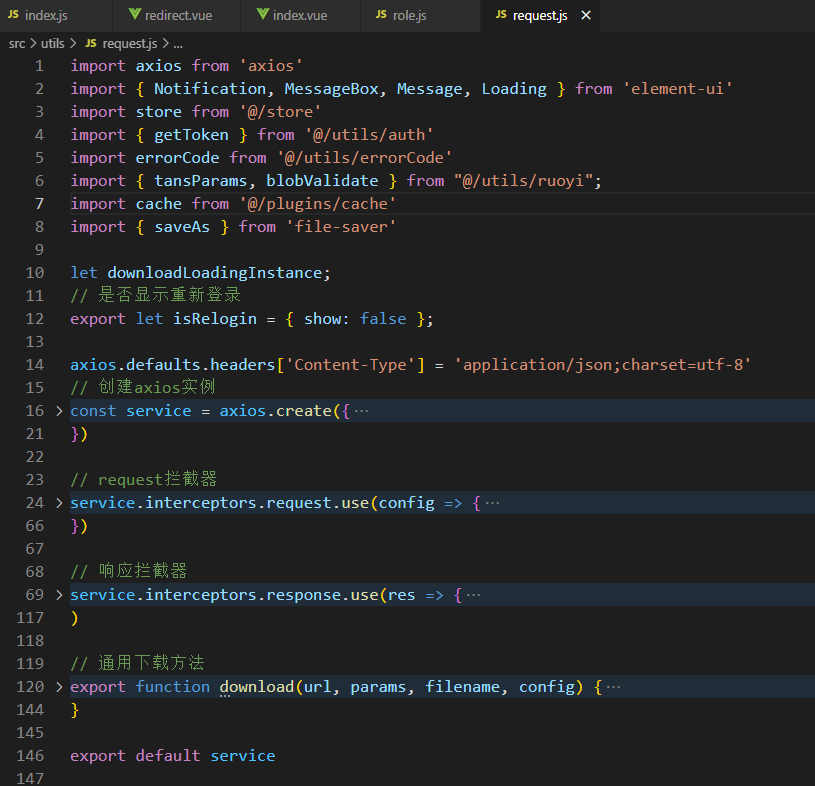 JS index.js redirect.vue index.vue JS role.js JS request.js ×
src > utils > JS request.js > ...
1 import axios from 'axios'
2 import { Notification, MessageBox, Message, Loading } from 'element-ui'
3 import store from '@/store'
4 import { getToken } from '@/utils/auth'
5 import errorCode from '@/utils/errorCode'
6 import { tansParams, blobValidate } from "@/utils/ruoyi";
7 import cache from '@/plugins/cache'
8 import { saveAs } from 'file-saver'
9
10 let downloadLoadingInstance;
11 // 是否显示重新登录
12 export let isRelogin = { show: false };
13
14 axios.defaults.headers['Content-Type'] = 'application/json;charset=utf-8'
15 // 创建axios实例
16 > const service = axios.create({ ···
21 })
22
23 // request拦截器
24 > service.interceptors.request.use(config => { ···
66 })
67
68 // 响应拦截器
69 > service.interceptors.response.use(res => { ···
117 )
118
119 // 通用下载方法
120 > export function download(url, params, filename, config) { ···
144 }
145
146 export default service
147